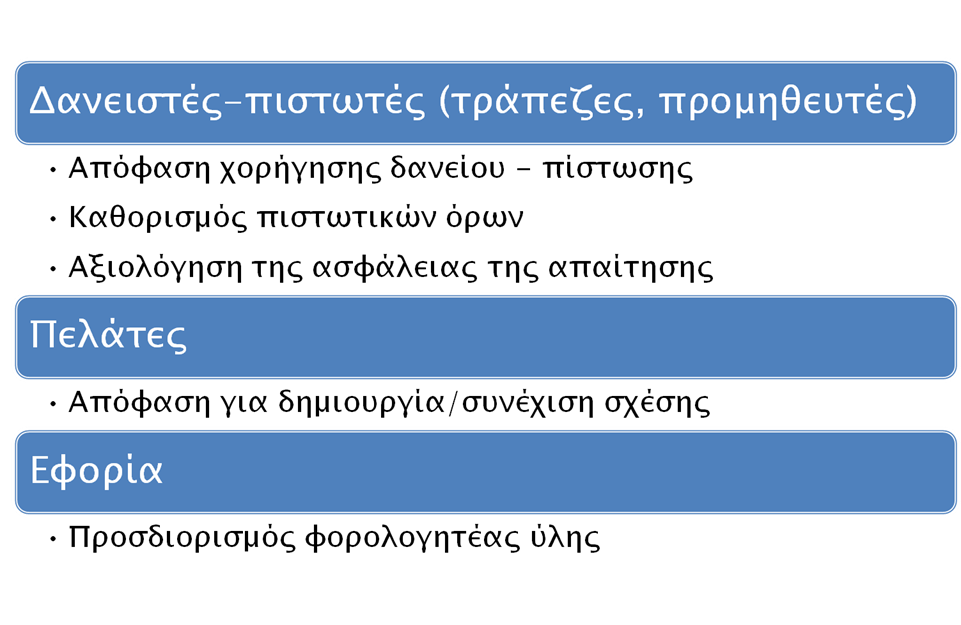 Δανειστές-πιστωτές (τράπεζες, προμηθευτές)
• Απόφαση χορήγησης δανείου – πίστωσης
• Καθορισμός πιστωτικών όρων
• Αξιολόγηση της ασφάλειας της απαίτησης
Πελάτες
• Απόφαση για δημιουργία/συνέχιση σχέσης
Εφορία
• Προσδιορισμός φορολογητέας ύλης